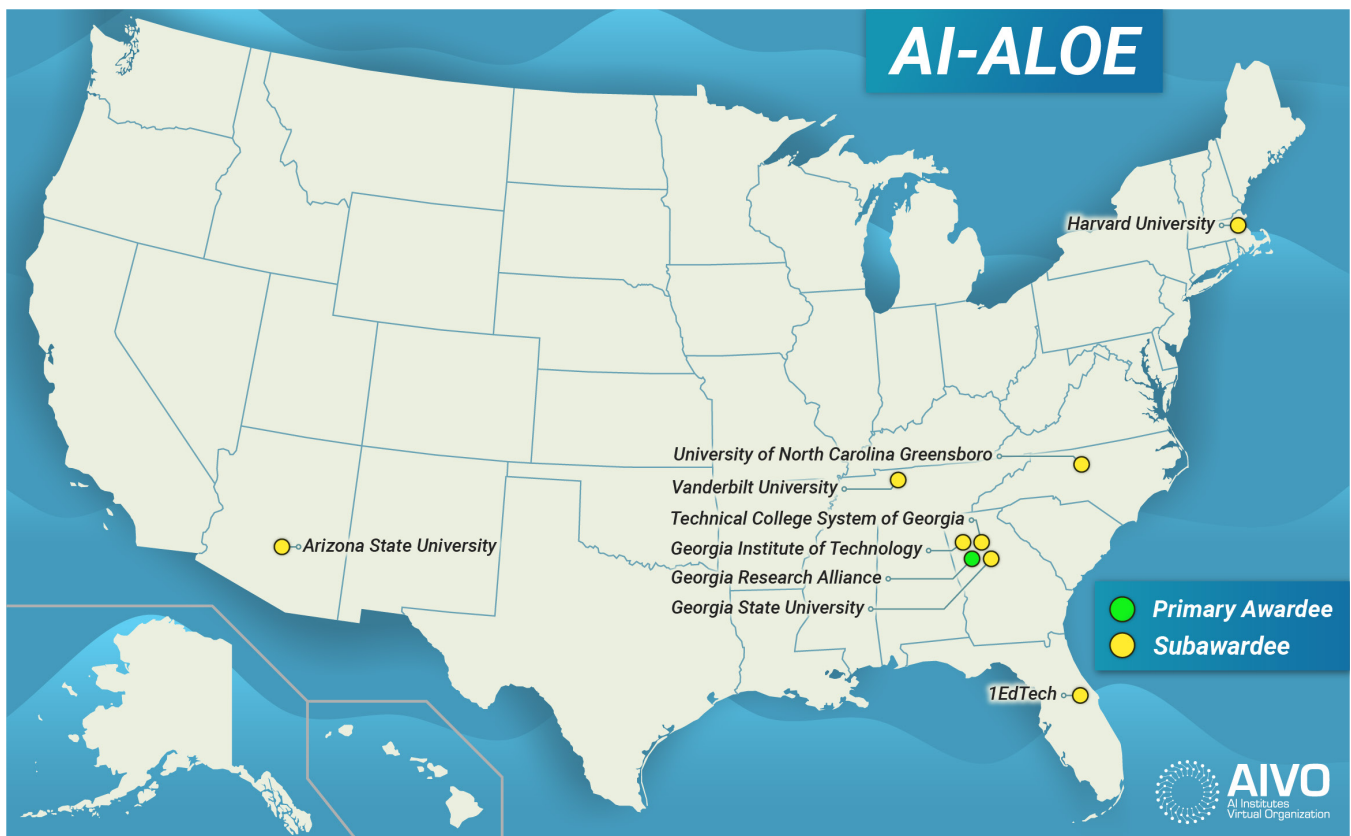 AI-ALOE
Harvard University
University of North Carolina Greensboro
Vanderbilt University
Technical College System of Georgia
Georgia Institute of Technology
Arizona State University
Georgia Research Alliance
Georgia State University
Primary Awardee
Subawardee
1EdTech
AIVO
AI Institutes
Virtual Organization